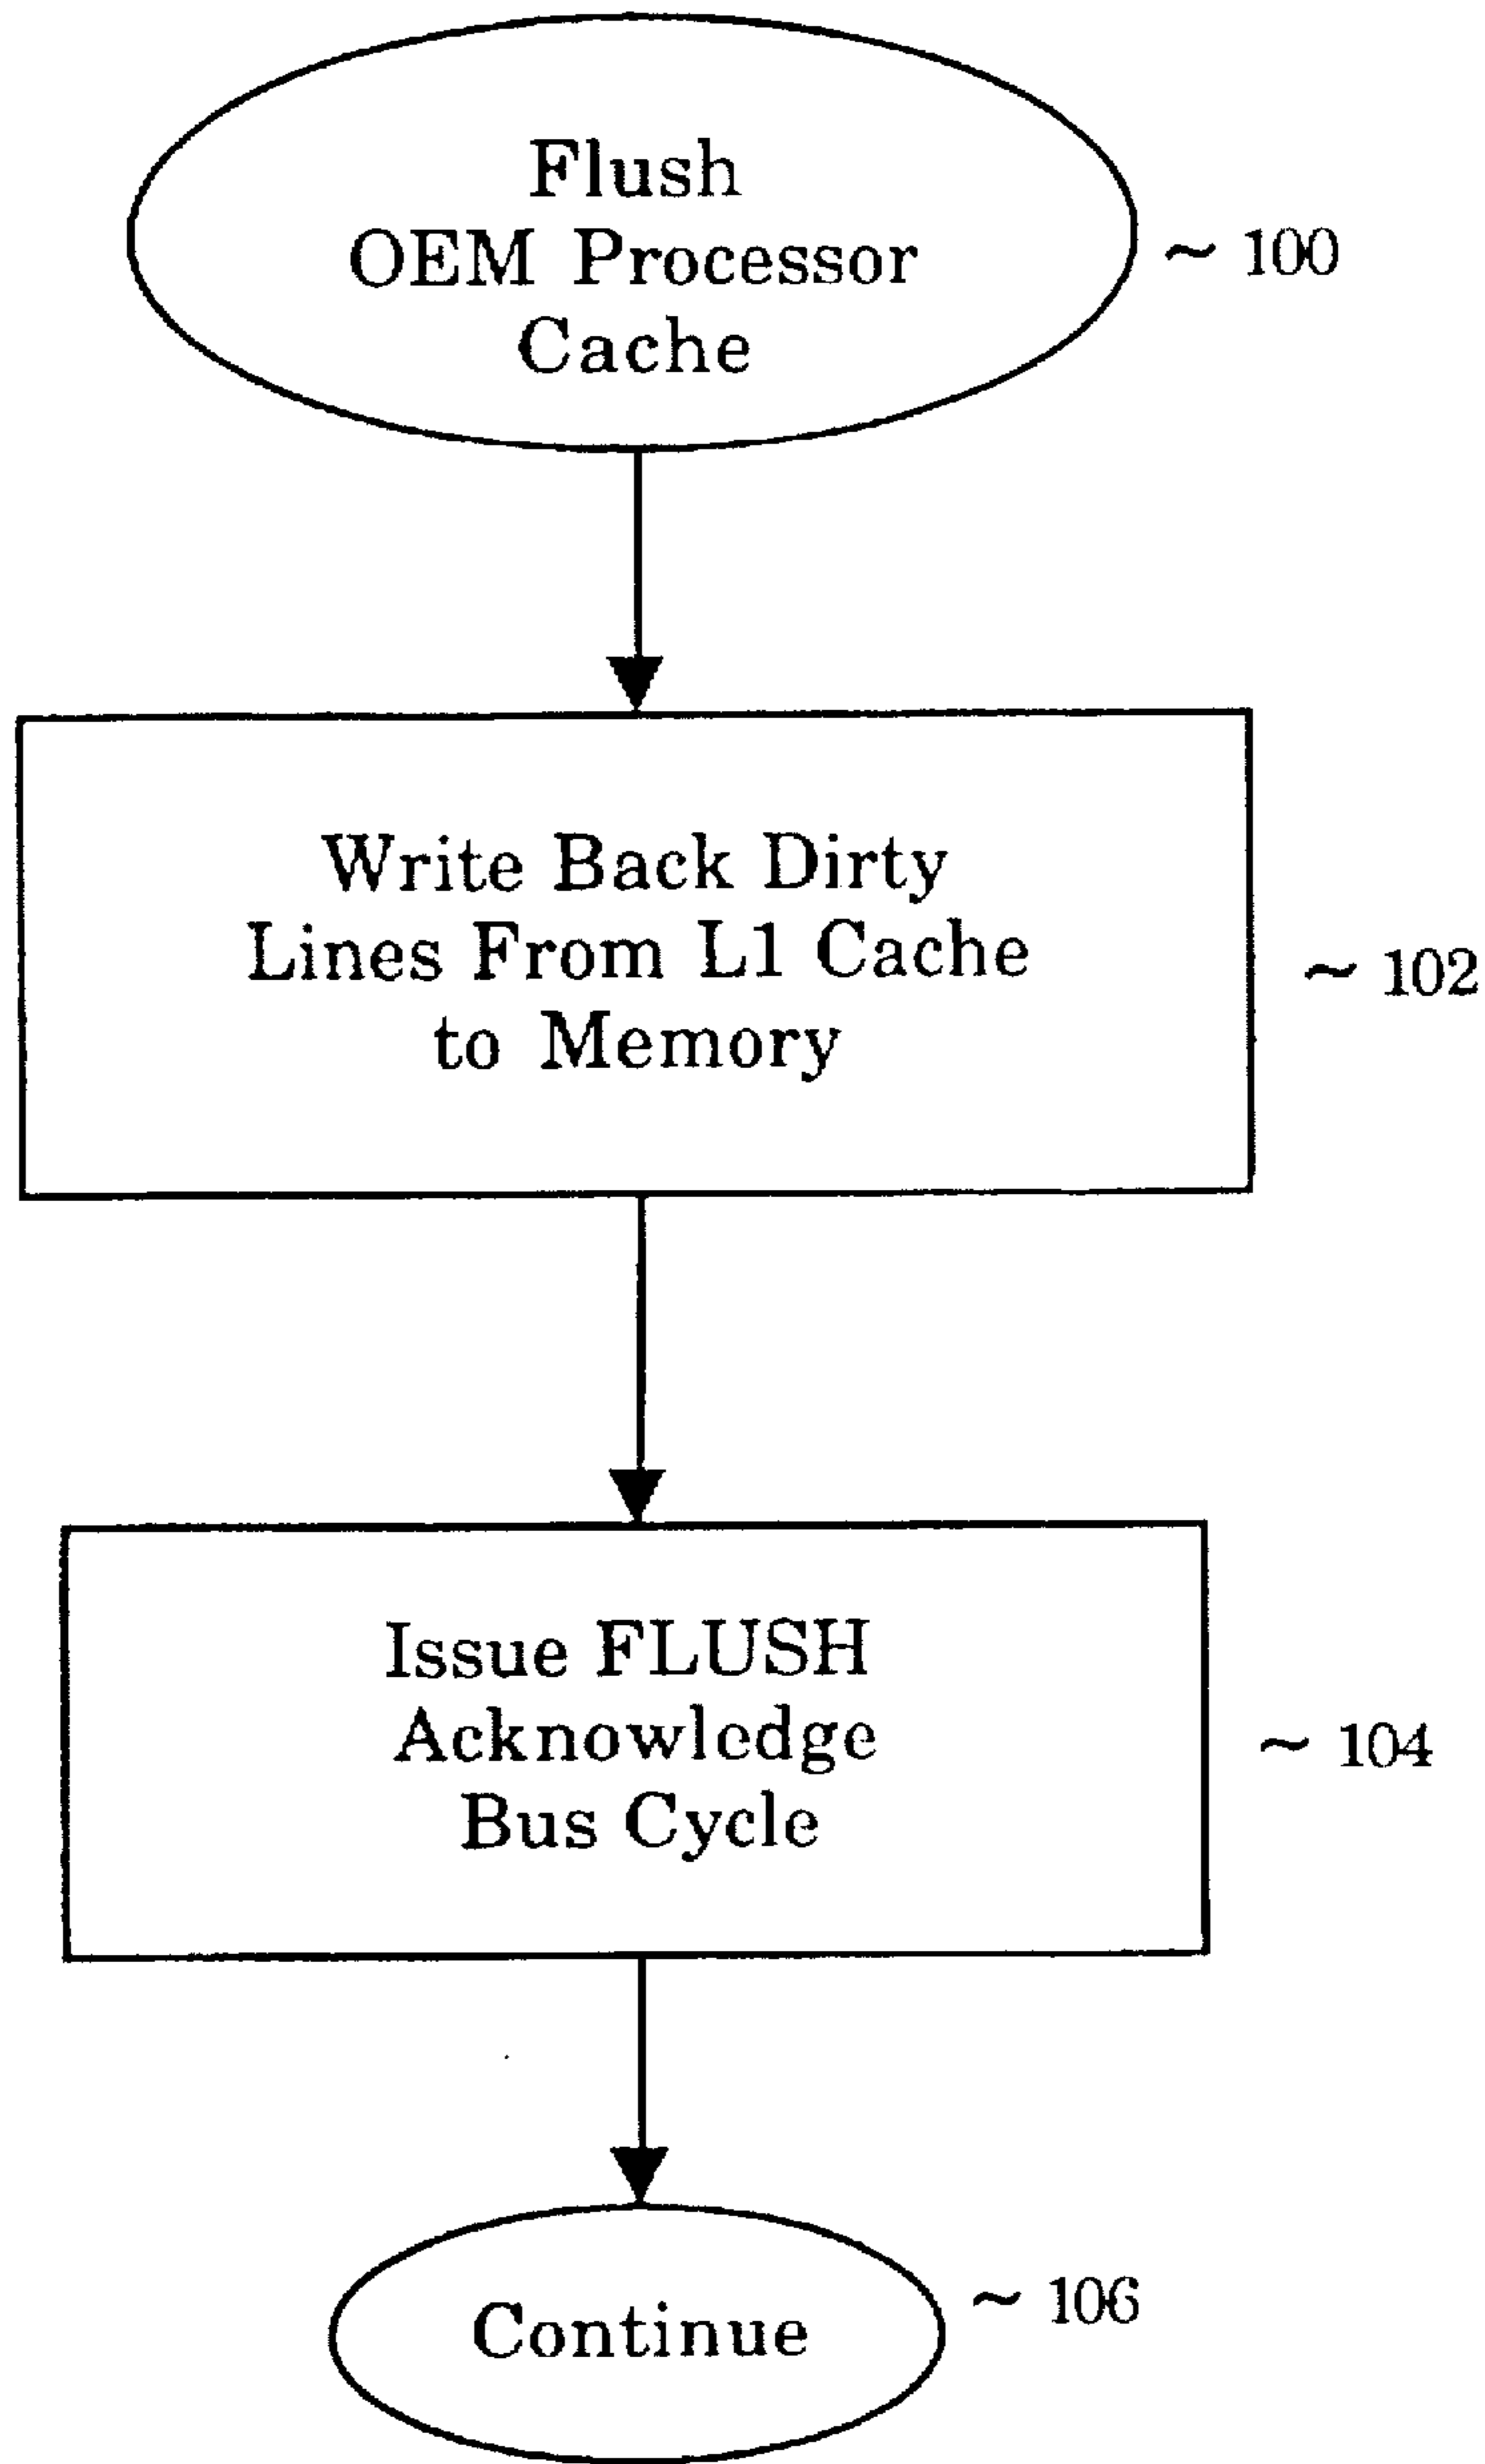 Flush
OEM Processor
Cache
~ 100
Write Back Dirty
Lines From L1 Cache
to Memory
~ 102
Issue FLUSH
Acknowledge
Bus Cycle
~ 104
Continue
~ 106